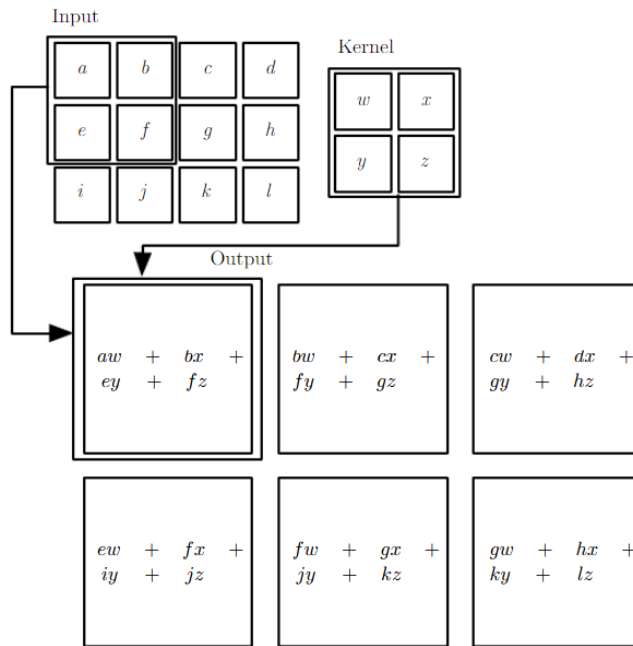 Input
a b c d
e f g h
i j k l
Kernel
w x
y z
Output
aw + bx +
ey + fz
bw + cx +
fy + gz
cw + dx +
gy + hz
ew + fx +
iy + jz
fw + gx +
jy + kz
gw + hx +
ky + lz